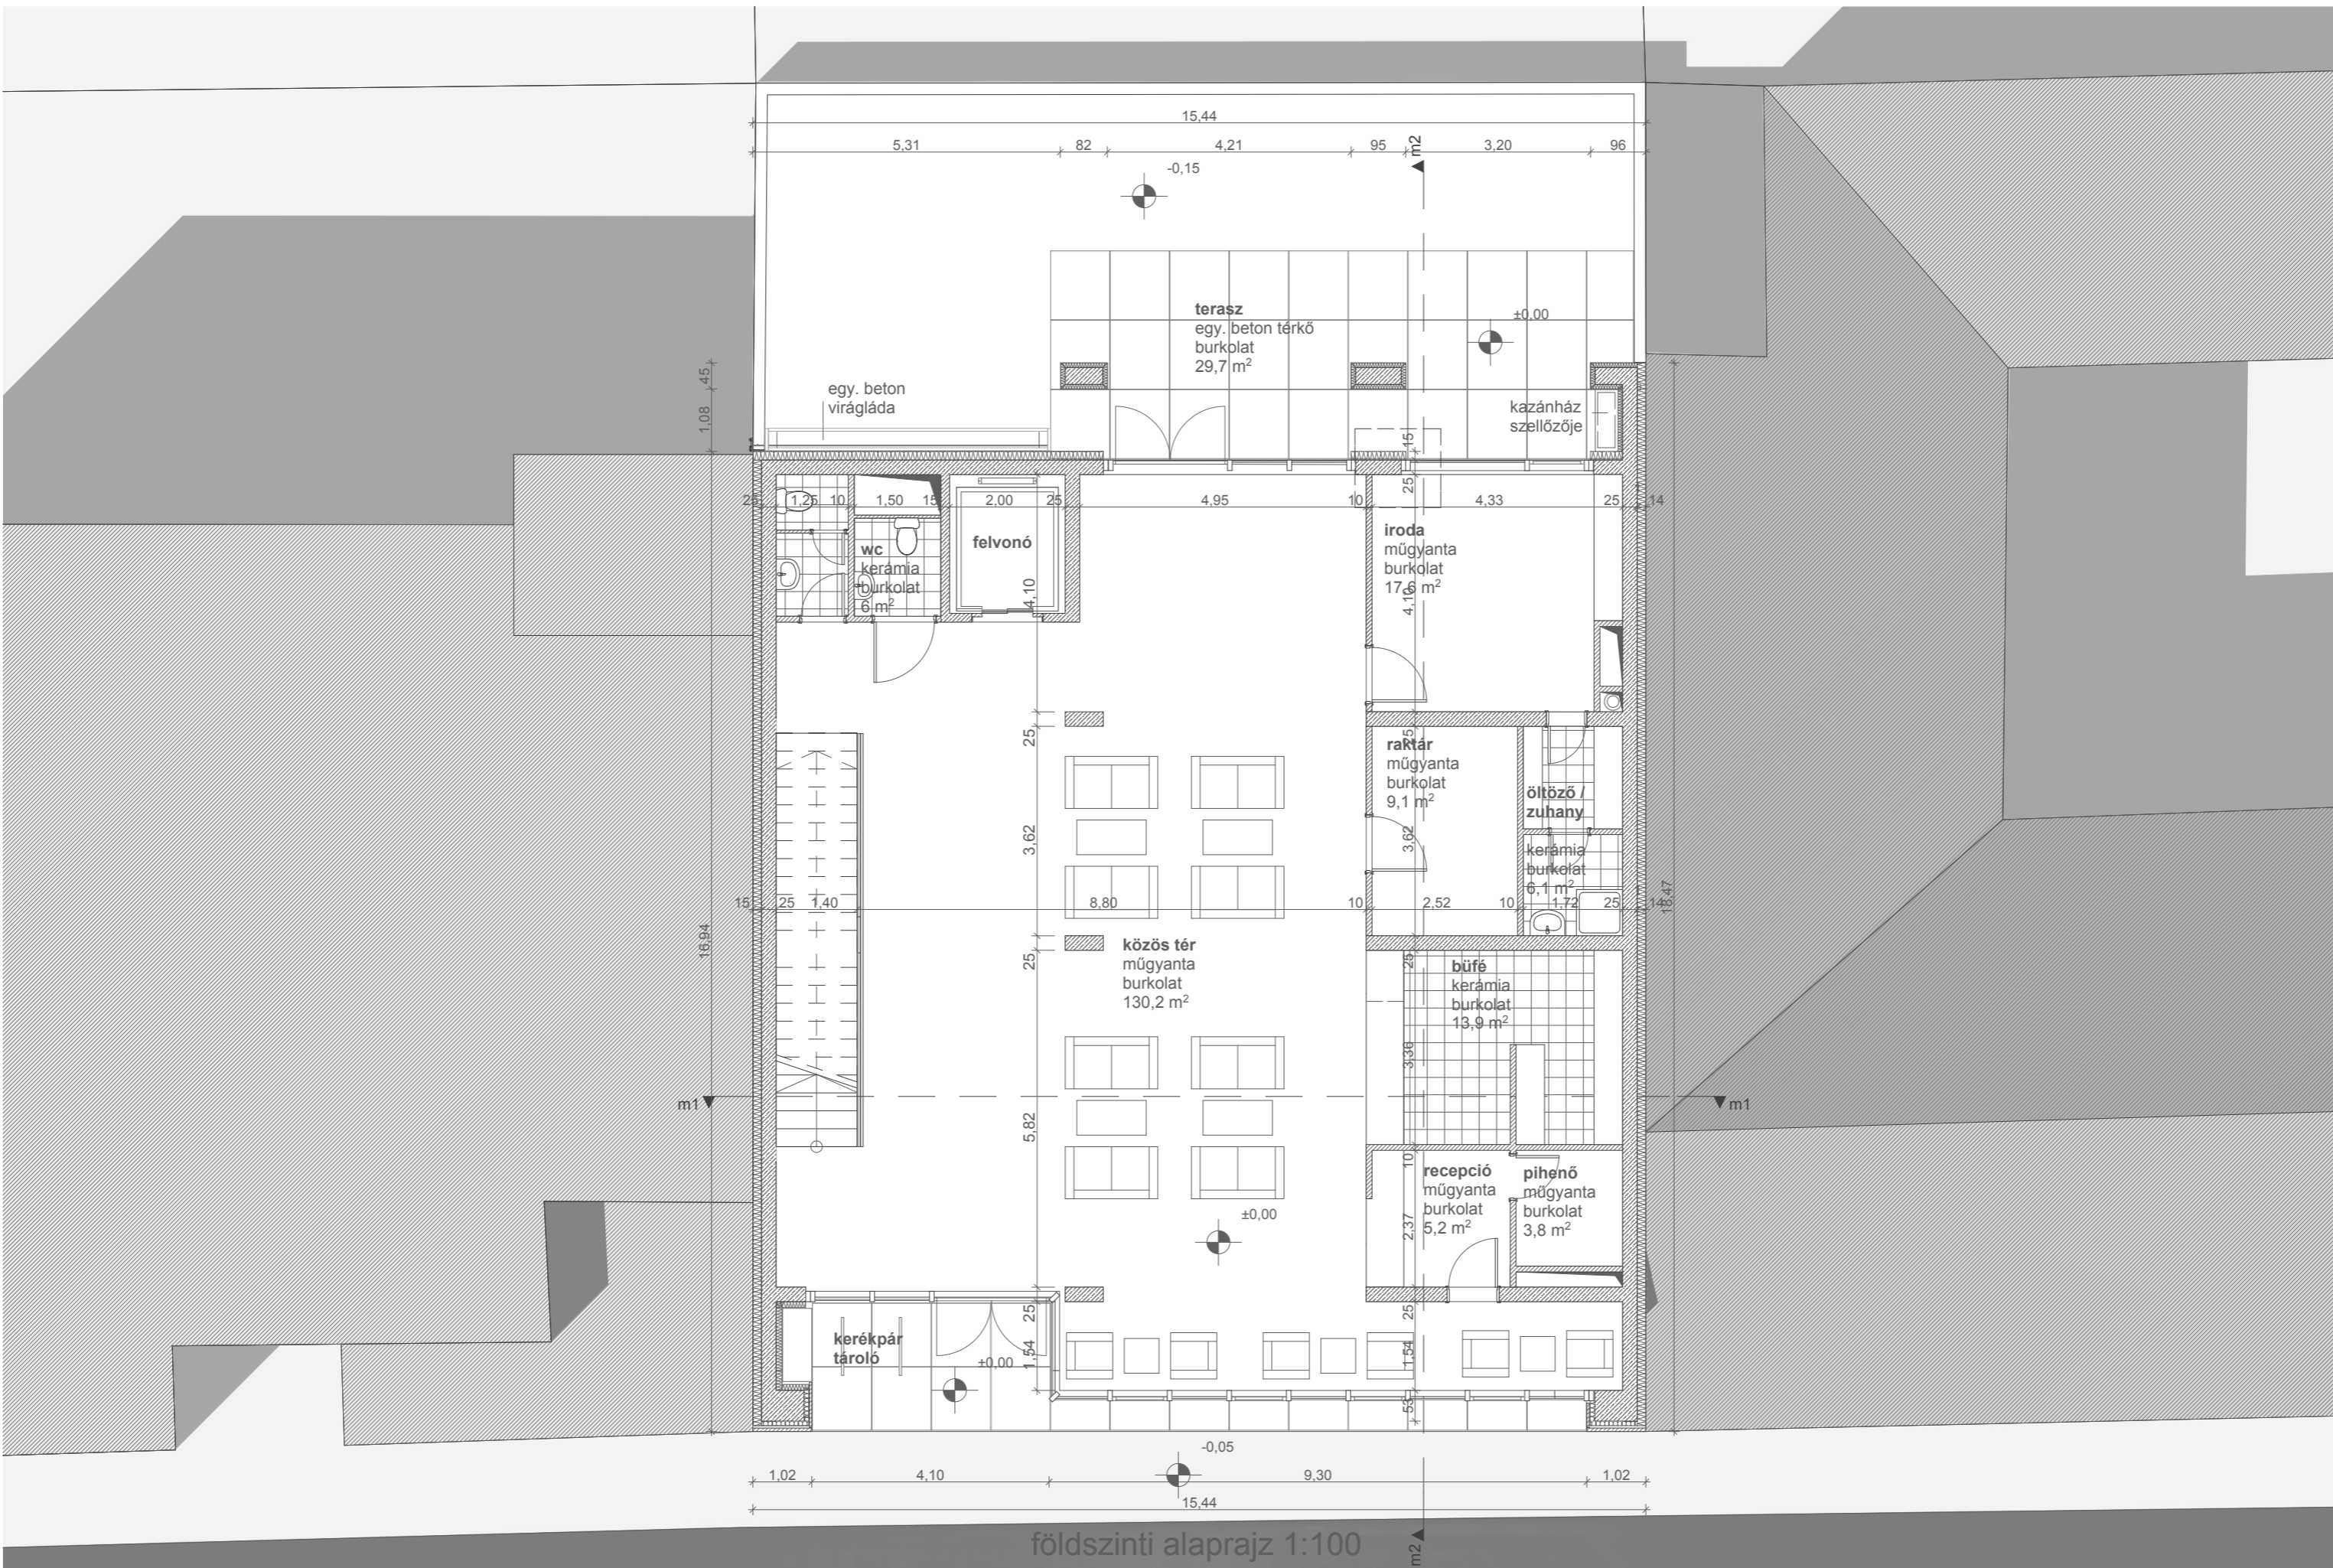 15,44
5,31 82 4,21 95 3,20 96
m2
-0,15
terasz
egy. beton térkő
burkolat
29,7 m²
±0,00
45
1,08
egy. beton
virágláda
kazánház
szellőzője
15
25 1,25 10 1,50 15 2,00 25 4,95 10 4,33 25 14
25
wc
kerámia
burkolat
6 m²
felvonó
4,10
iroda
műgyanta
burkolat
17,6 m²
4,10
25
25
raktár
műgyanta
burkolat
9,1 m²
öltöző /
zuhany
kerámia
burkolat
6,1 m²
3,62
3,62
15 25 1,40 8,80 10 2,52 10 1,72 25 14
18,47
16,94
25
közös tér
műgyanta
burkolat
130,2 m²
25
büfé
kerámia
burkolat
13,9 m²
3,36
m1
m1
5,82
10
recepció
műgyanta
burkolat
5,2 m²
pihenő
műgyanta
burkolat
3,8 m²
±0,00
2,37
25
25
kerékpár
tároló
±0,00
1,54
1,54
53
-0,05
1,02 4,10 9,30 1,02
15,44
földszinti alaprajz 1:100
m2